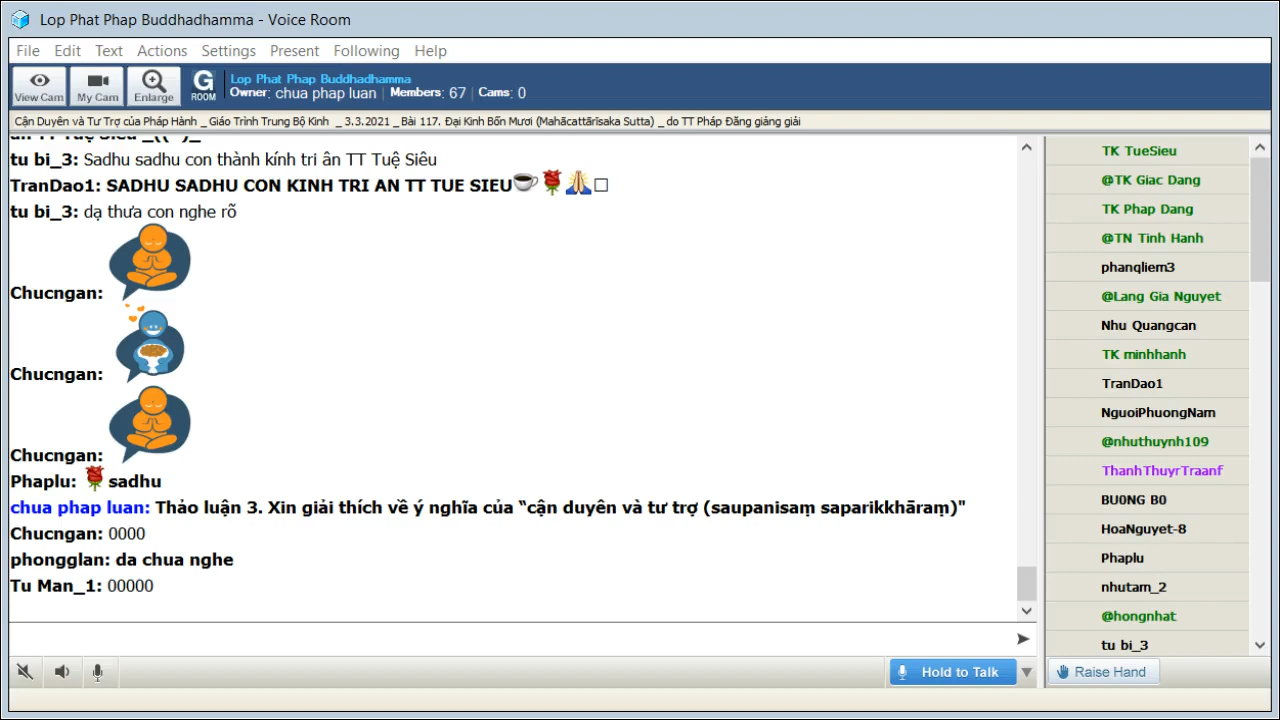 Lop Phat Phap Buddhadhamma - Voice Room
File Edit Text Actions Settings Present Following Help
View Cam
My Cam
Enlarge
G ROOM
Lop Phat Phap Buddhadhamma
Owner: chua phap luan Members: 67 Cams: 0
Cận Duyên và Tư Trợ của Pháp Hành _ Giáo Trình Trung Bộ Kinh _ 3.3.2021 _ Bài 117. Đại Kinh Bốn Mươi (Mahācattārīsaka Sutta) _ do TT Pháp Đăng giảng giải
tu bi_3: Sadhu sadhu con thành kính tri ân TT Tuệ Siêu
TranDao1: SADHU SADHU CON KINH TRI AN TT TUE SIEU
tu bi_3: dạ thưa con nghe rõ
Chucngan:
Chucngan:
Chucngan:
Phaplu: sadhu
chua phap luan: Thảo luận 3. Xin giải thích về ý nghĩa của “cận duyên và tư trợ (saupanisaṃ saparikkhāraṃ)"
Chucngan: 0000
phongglan: da chua nghe
Tu Man_1: 00000
TK TueSieu
@TK Giac Dang
TK Phap Dang
@TN Tinh Hanh
phanqliem3
@Lang Gia Nguyet
Nhu Quangcan
TK minhhanh
TranDao1
NguoiPhuongNam
@nhuthuynh109
ThanhThuyrTraanf
BU0NG B0
HoaNguyet-8
Phaplu
nhutam_2
@hongnhat
tu bi_3
Hold to Talk
Raise Hand